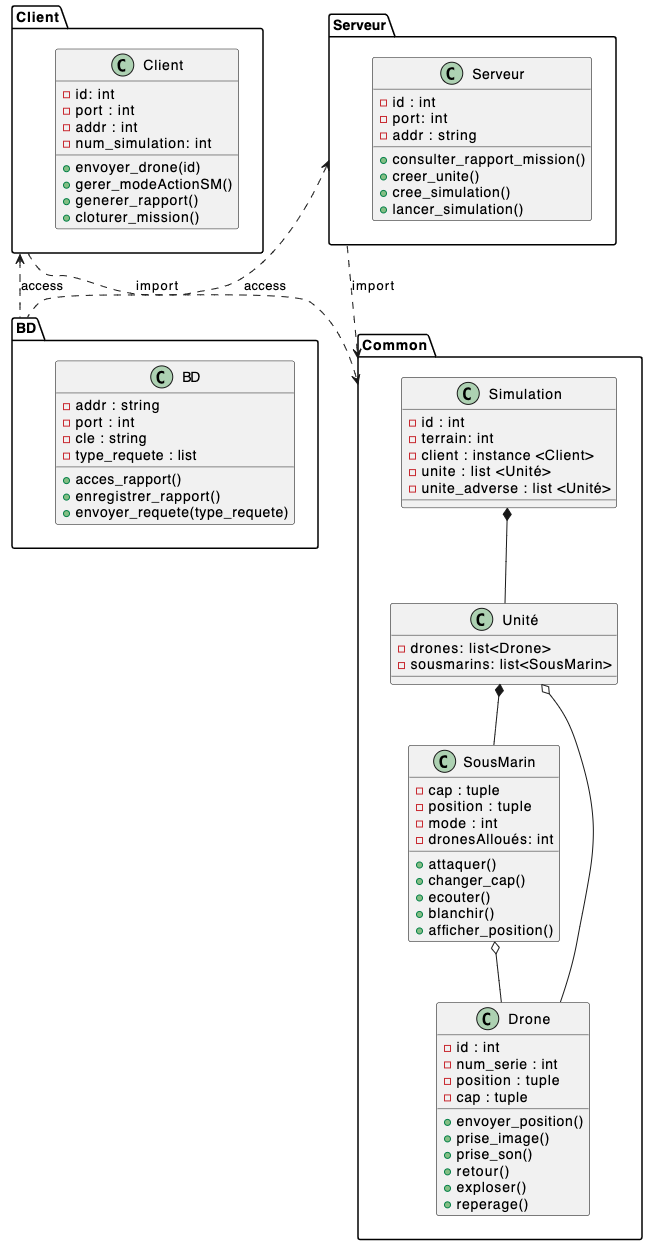 Client
C Client
id: int
port : int
addr : int
num_simulation: int
envoyer_drone(id)
gerer_modeActionSM()
generer_rapport()
cloturer_mission()
Serveur
C Serveur
id : int
port: int
addr : string
consulter_rapport_mission()
creer_unite()
cree_simulation()
lancer_simulation()
access
import
access
import
BD
C BD
addr : string
port : int
cle : string
type_requete : list
acces_rapport()
enregistrer_rapport()
envoyer_requete(type_requete)
Common
C Simulation
id : int
terrain: int
client : instance <Client>
unite : list <Unité>
unite_adverse : list <Unité>
C Unité
drones: list<Drone>
sousmarins: list<SousMarin>
C SousMarin
cap : tuple
position : tuple
mode : int
dronesAlloués: int
attaquer()
changer_cap()
ecouter()
blanchir()
afficher_position()
C Drone
id : int
num_serie : int
position : tuple
cap : tuple
envoyer_position()
prise_image()
prise_son()
retour()
exploser()
reperage()